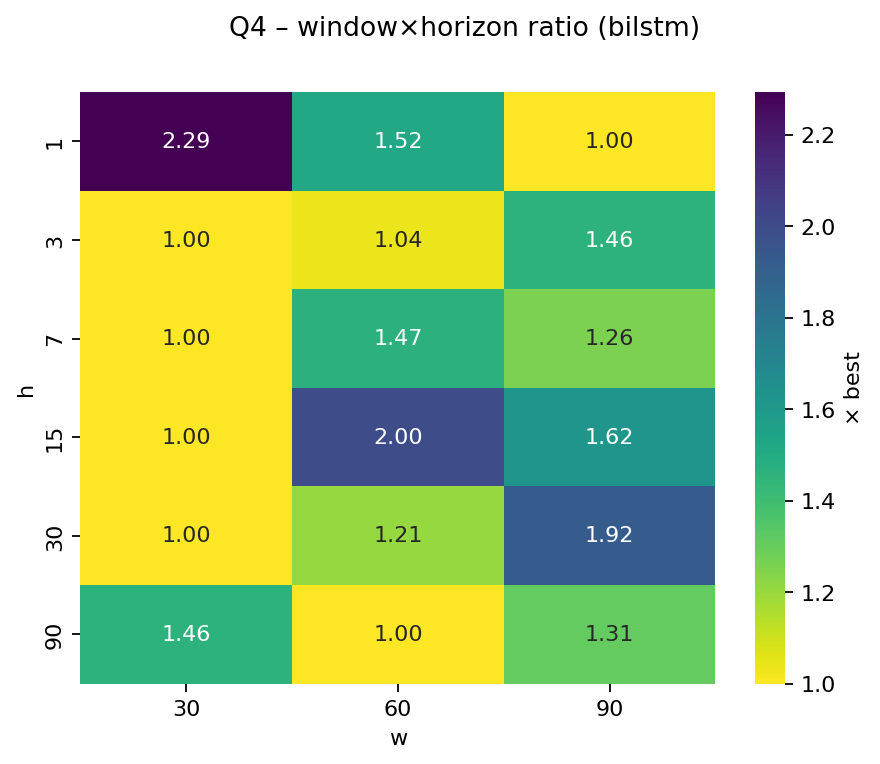 Q4 – window×horizon ratio (bilstm)
1 2.29 1.52 1.00
3 1.00 1.04 1.46
7 1.00 1.47 1.26
15 1.00 2.00 1.62
30 1.00 1.21 1.92
90 1.46 1.00 1.31
h
30 60 90
w
2.2
2.0
1.8
1.6
1.4
1.2
1.0
× best